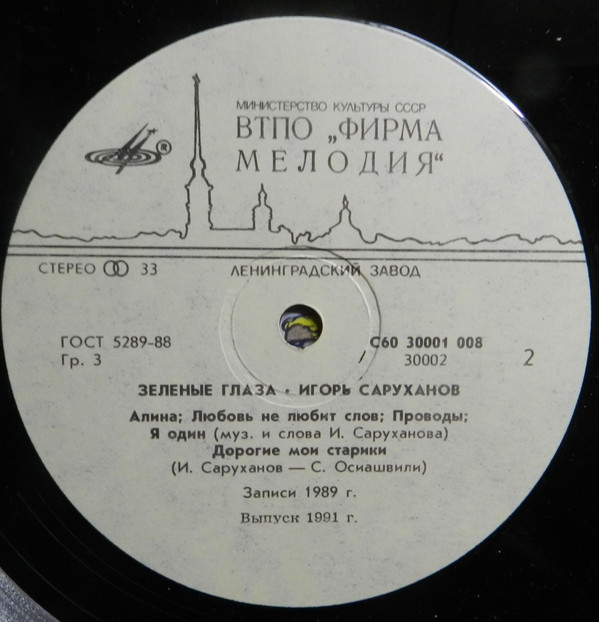 МИНИСТЕРСТВО КУЛЬТУРЫ СССР
ВТПО „ФИРМА
МЕЛОДИЯ“
®
СТЕРЕО 33
ЛЕНИНГРАДСКИЙ ЗАВОД
ГОСТ 5289-88
Гр. 3
С60 30001 008
/ 30002
2
ЗЕЛЕНЫЕ ГЛАЗА · ИГОРЬ САРУХАНОВ
Алина; Любовь не любит слов; Проводы;
Я один (муз. и слова И. Саруханова)
Дорогие мои старики
(И. Саруханов — С. Осиашвили)
Записи 1989 г.
Выпуск 1991 г.